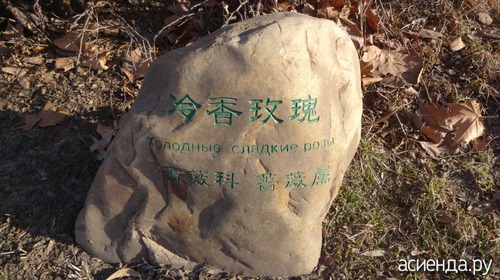 冷香玫瑰
Холодные сладкие розы
蔷薇科 蔷薇属
асиенда.ру